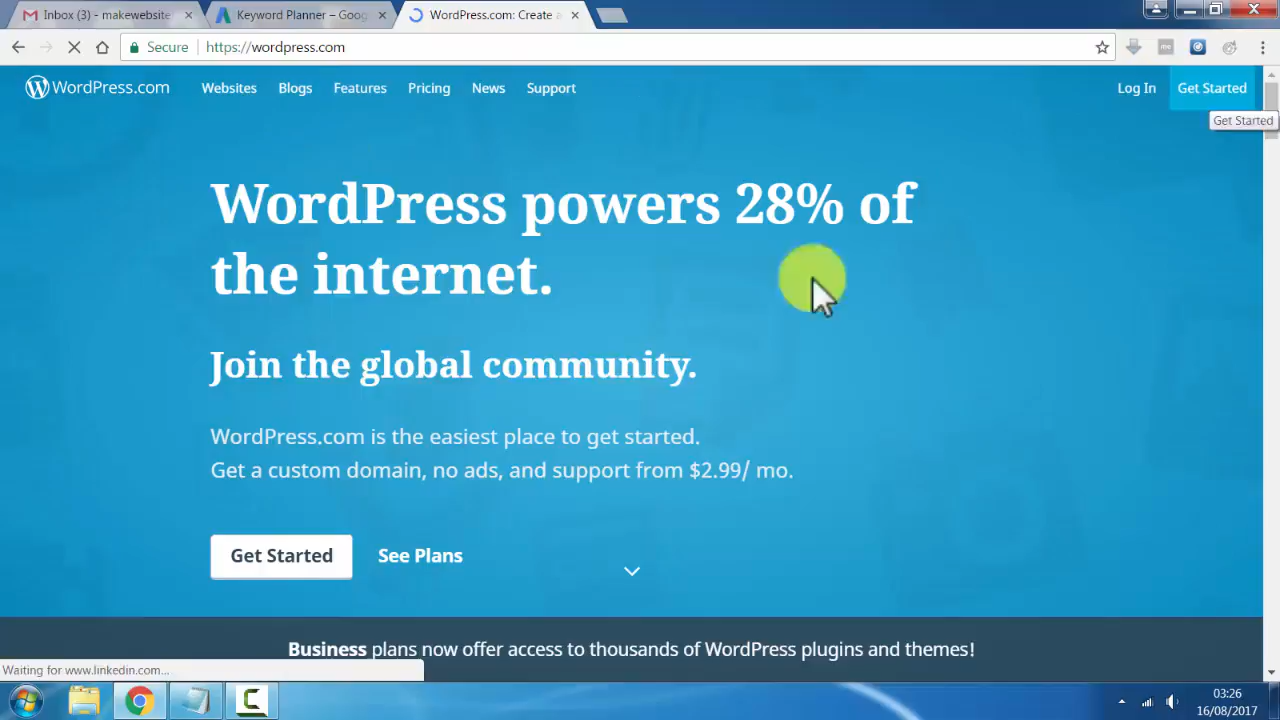 Inbox (3) - makewebsite
Keyword Planner – Goog
WordPress.com: Create a
Secure
https://wordpress.com
WordPress.com
Websites
Blogs
Features
Pricing
News
Support
Log In
Get Started
Get Started
WordPress powers 28% of
the internet.
Join the global community.
WordPress.com is the easiest place to get started.
Get a custom domain, no ads, and support from $2.99/ mo.
Get Started
See Plans
Business plans now offer access to thousands of WordPress plugins and themes!
Waiting for www.linkedin.com...
03:26
16/08/2017